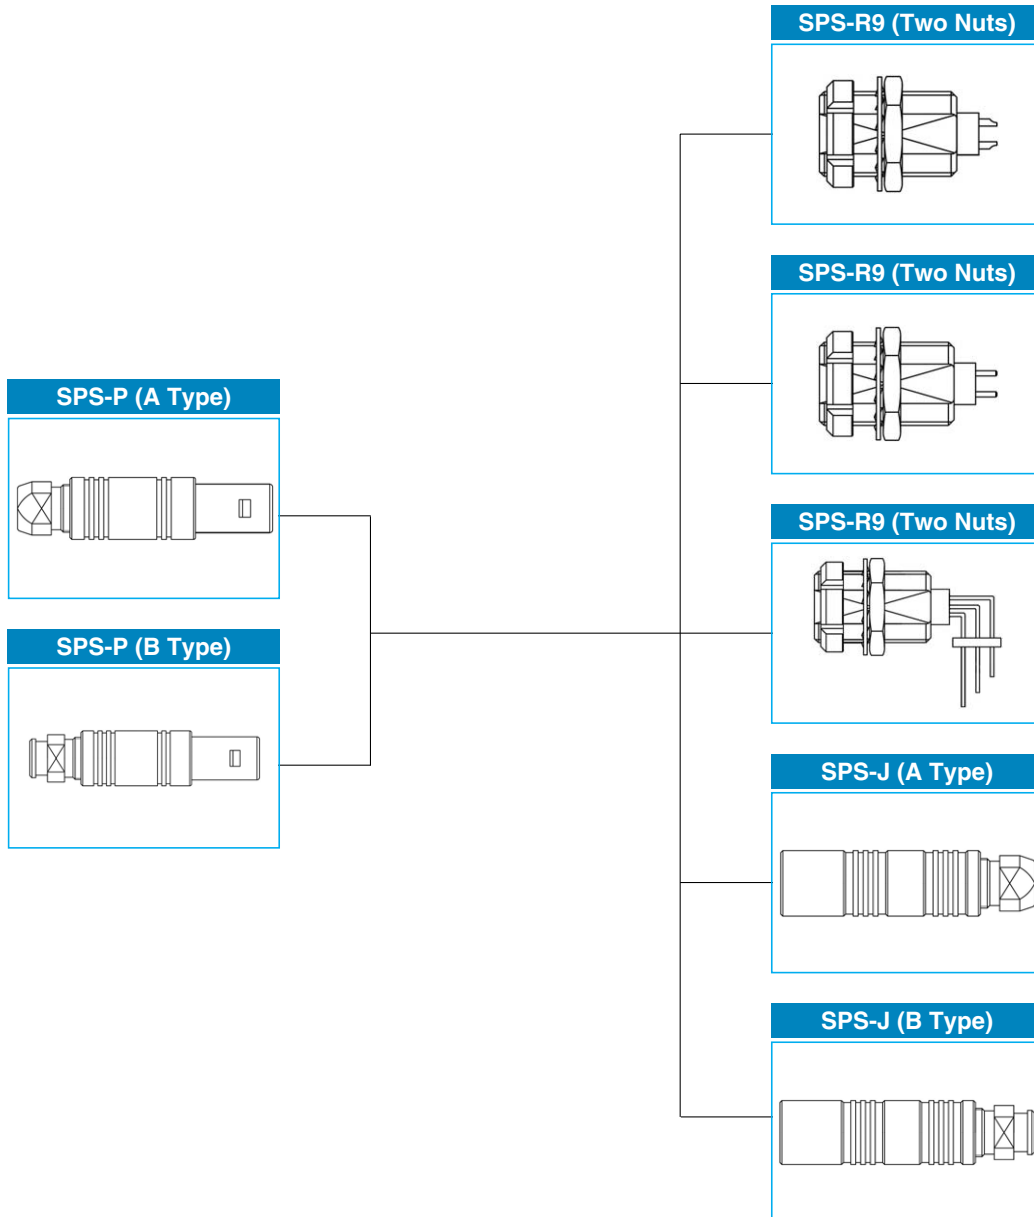 SPS-R9 (Two Nuts)
SPS-R9 (Two Nuts)
SPS-P (A Type)
SPS-R9 (Two Nuts)
SPS-P (B Type)
SPS-J (A Type)
SPS-J (B Type)